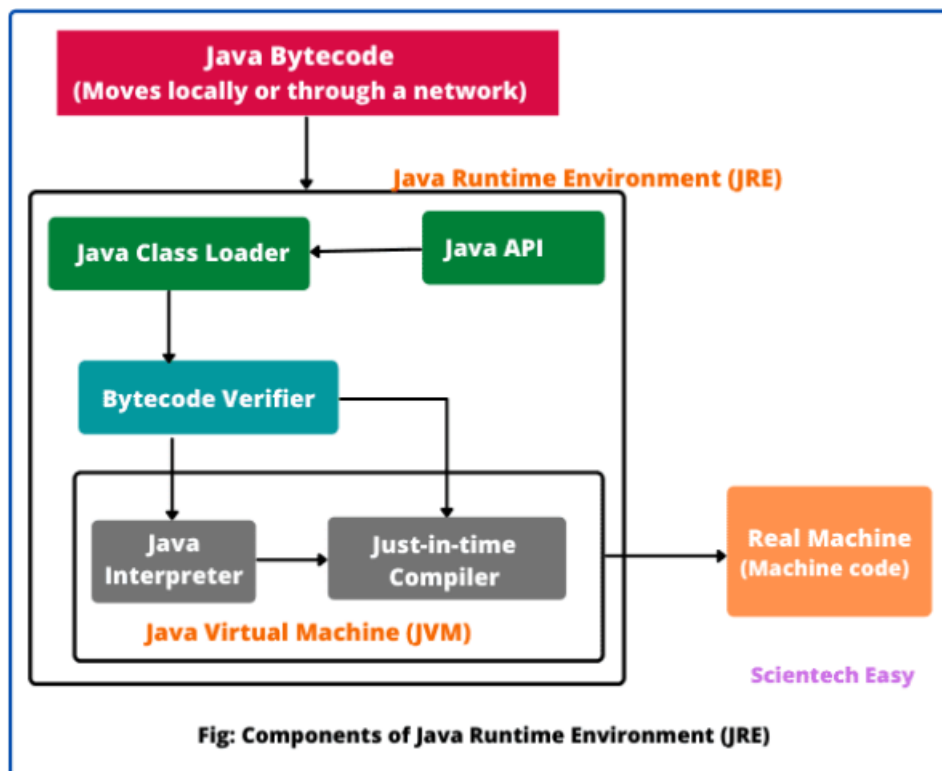 Java Bytecode
(Moves locally or through a network)
Java Runtime Environment (JRE)
Java Class Loader
Java API
Bytecode Verifier
Java
Interpreter
Just-in-time
Compiler
Java Virtual Machine (JVM)
Real Machine
(Machine code)
Scientech Easy
Fig: Components of Java Runtime Environment (JRE)